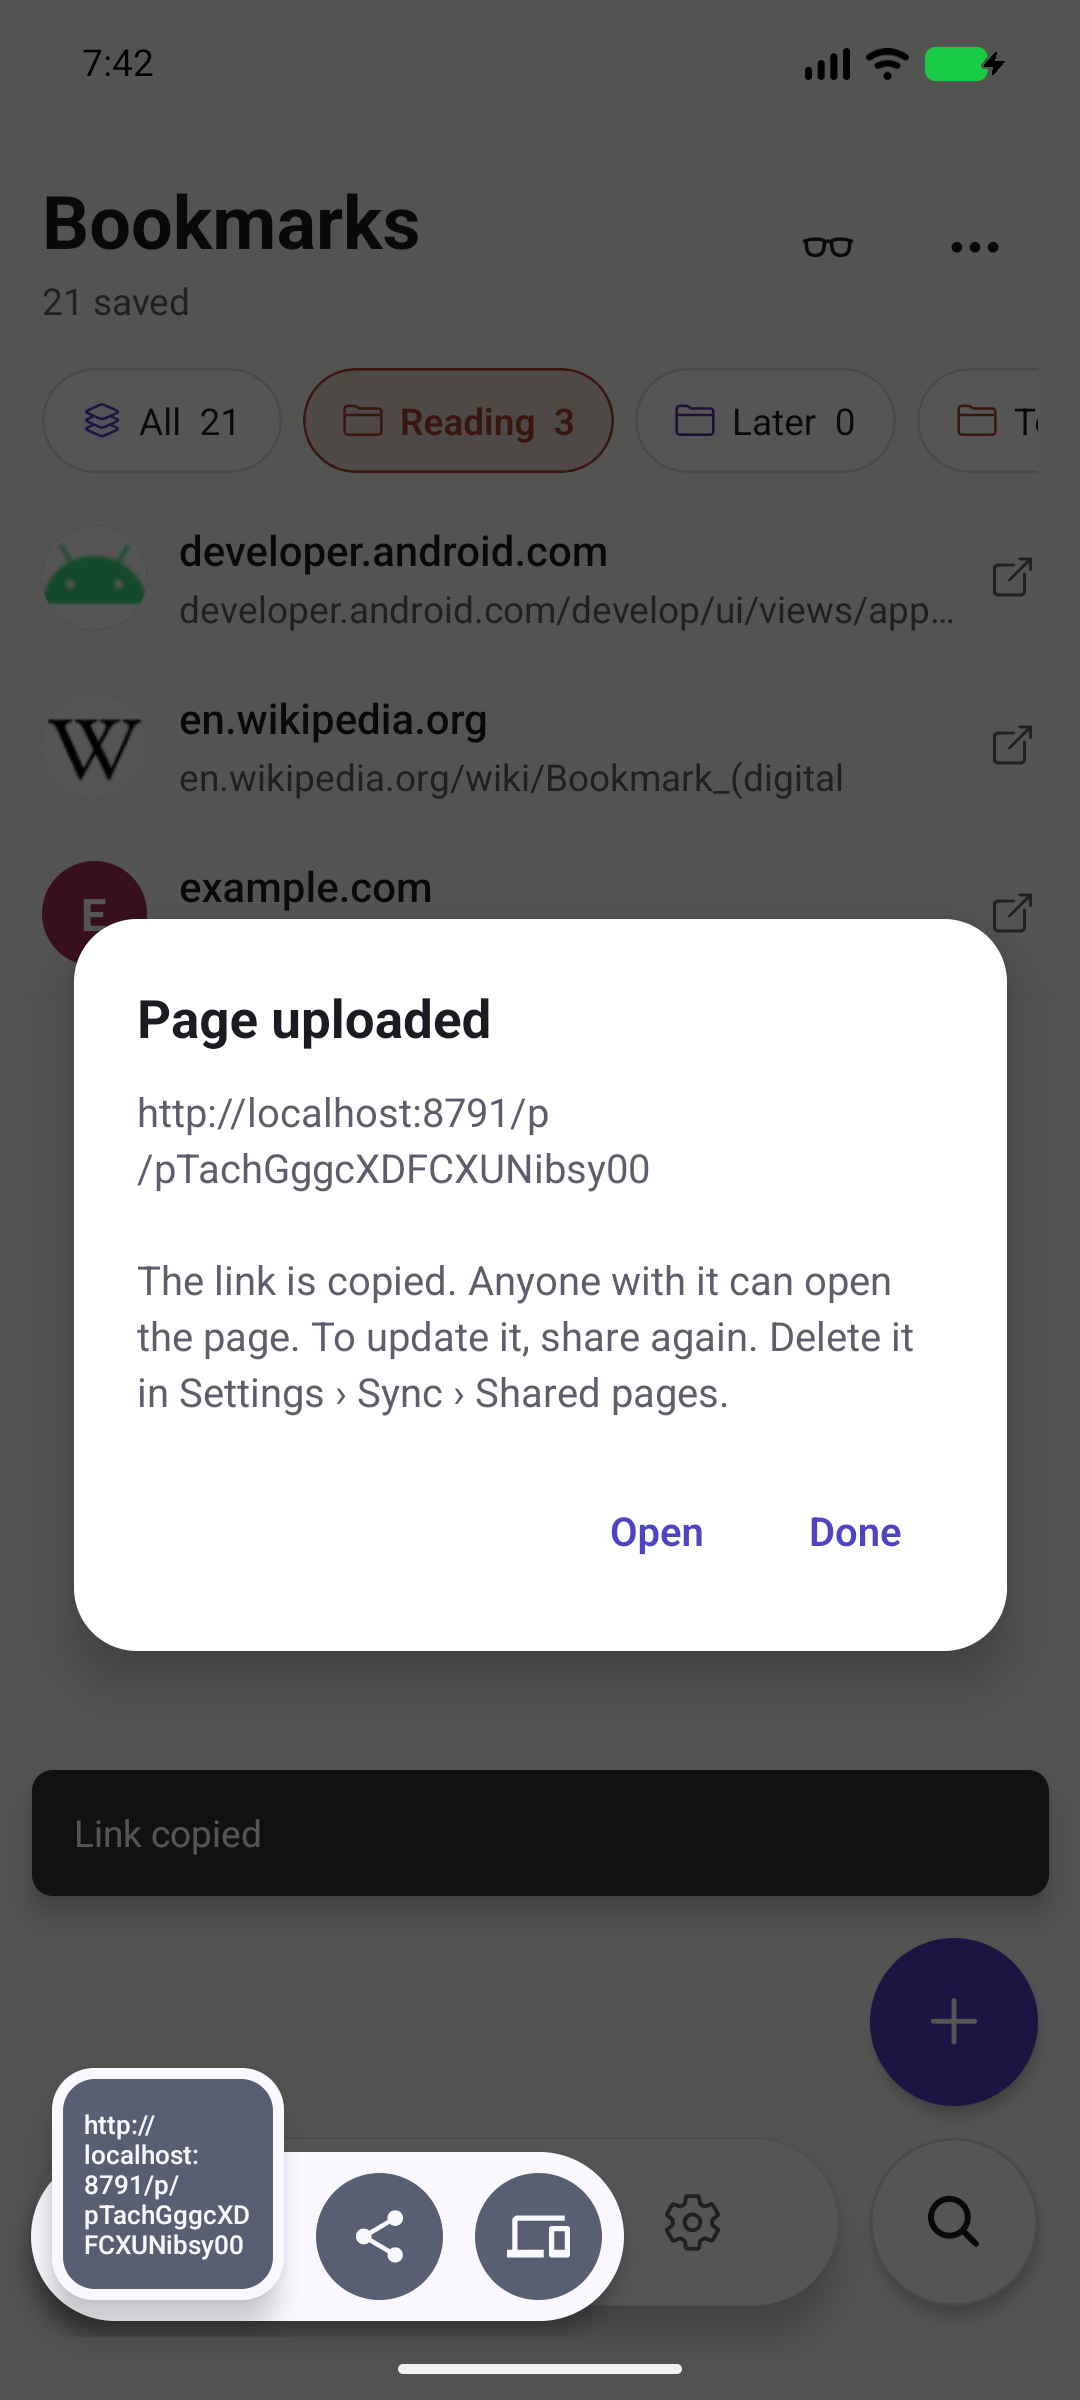 7:42
Bookmarks
21 saved
All 21
Reading 3
Later 0
developer.android.com
developer.android.com/develop/ui/views/app…
W
en.wikipedia.org
en.wikipedia.org/wiki/Bookmark_(digital
E
example.com
Page uploaded
http://localhost:8791/p
/pTachGggcXDFCXUNibsy00
The link is copied. Anyone with it can open
the page. To update it, share again. Delete it
in Settings › Sync › Shared pages.
Open
Done
Link copied
http://
localhost:
8791/p/
pTachGggcXD
FCXUNibsy00